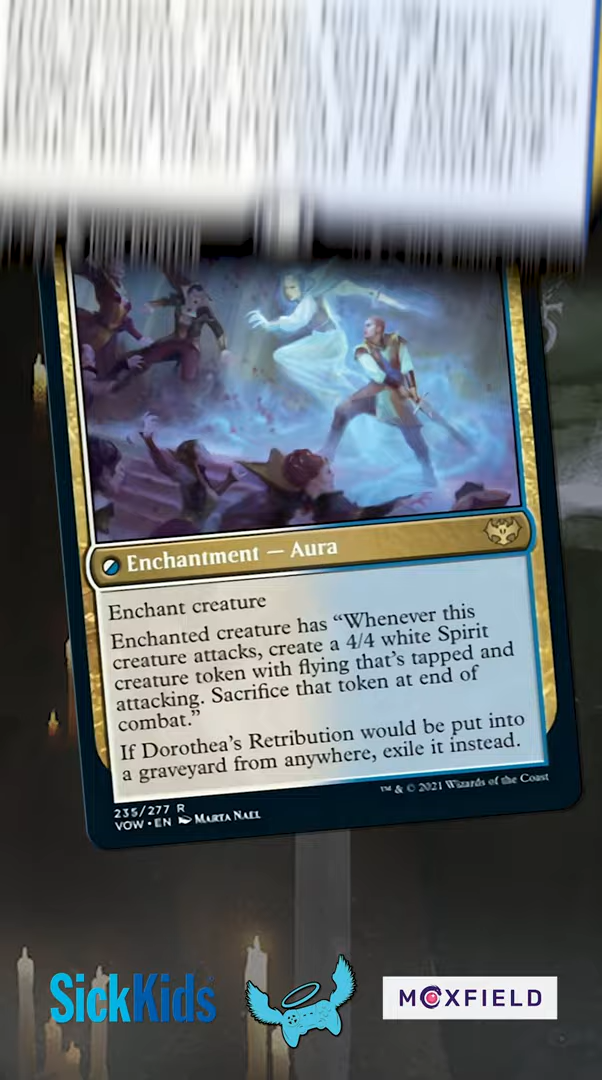 Enchantment — Aura
Enchant creature
Enchanted creature has “Whenever this
creature attacks, create a 4/4 white Spirit
creature token with flying that’s tapped and
attacking. Sacrifice that token at end of
combat.”
If Dorothea’s Retribution would be put into
a graveyard from anywhere, exile it instead.
235/277 R
VOW • EN MARTA NAEL
™ & © 2021 Wizards of the Coast
SickKids
MOXFIELD